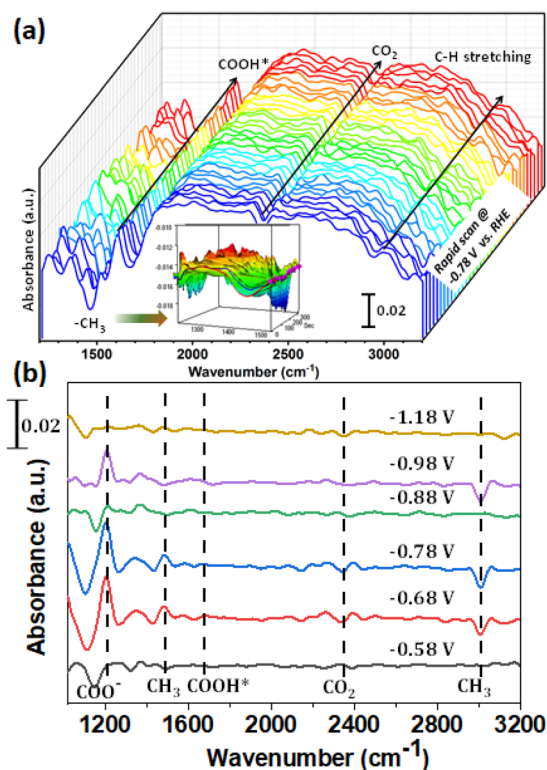 (a)
COOH*
CO2
C-H stretching
Absorbance (a.u.)
-0.010
-0.012
-0.014
-0.016
-0.018
1300
1400
1500
0
100
200
300
Sec
-CH3
Rapid scan @
-0.78 V vs. RHE
0.02
1500
2000
2500
3000
Wavenumber (cm-1)
(b)
0.02
Absorbance (a.u.)
-1.18 V
-0.98 V
-0.88 V
-0.78 V
-0.68 V
-0.58 V
COO-
CH3
COOH*
CO2
CH3
1200
1600
2000
2400
2800
3200
Wavenumber (cm-1)